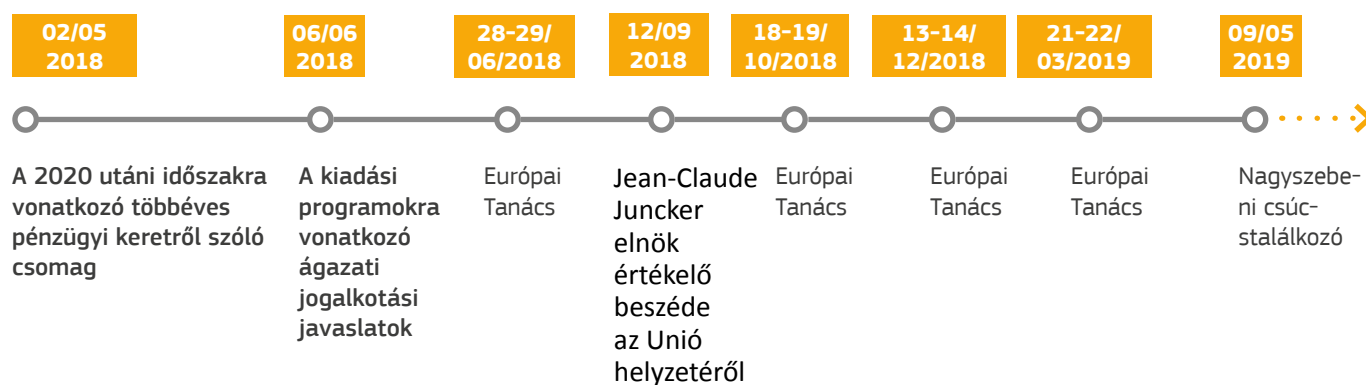 02/05
2018
06/06
2018
28-29/
06/2018
12/09
2018
18-19/
10/2018
13-14/
12/2018
21-22/
03/2019
09/05
2019
A 2020 utáni időszakra
vonatkozó többéves
pénzügyi keretről szóló
csomag
A kiadási
programokra
vonatkozó
ágazati
jogalkotási
javaslatok
Európai
Tanács
Jean-Claude
Juncker
elnök
értékelő
beszéde
az Unió
helyzetéről
Európai
Tanács
Európai
Tanács
Európai
Tanács
Nagyszebe-
ni csúc-
stalálkozó